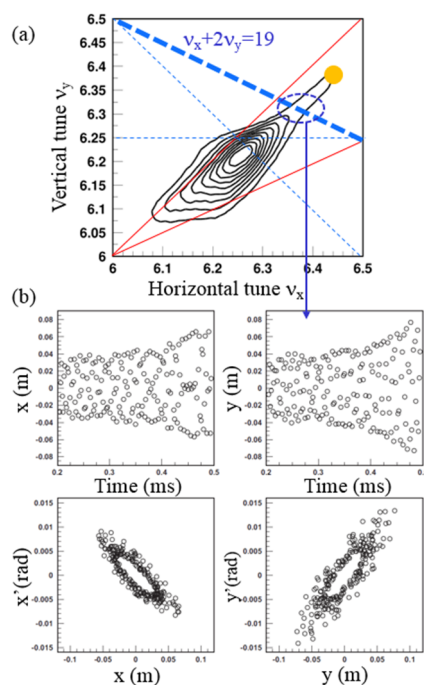 (a)
νx+2νy=19
Vertical tune νy
6.5
6.45
6.4
6.35
6.3
6.25
6.2
6.15
6.1
6.05
6
6 6.1 6.2 6.3 6.4 6.5
Horizontal tune νx
(b)
x (m)
0.08
0.06
0.04
0.02
0
-0.02
-0.04
-0.06
-0.08
0.2 0.3 0.4 0.5
Time (ms)
y (m)
0.08
0.06
0.04
0.02
0
-0.02
-0.04
-0.06
-0.08
0.2 0.3 0.4 0.5
Time (ms)
x'(rad)
0.015
0.01
0.005
0
-0.005
-0.01
-0.015
-0.1 -0.05 0 0.05 0.1
x (m)
y'(rad)
0.015
0.01
0.005
0
-0.005
-0.01
-0.015
-0.1 -0.05 0 0.05 0.1
y (m)